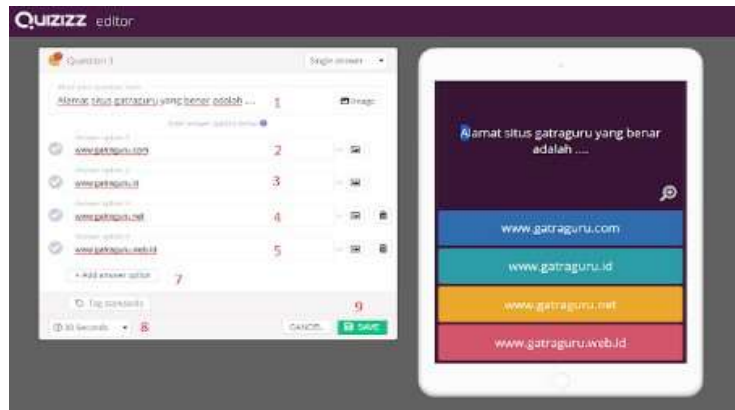 QUIZIZZ editor
Question 1
Single answer
Alamat situs gatraguru yang benar adalah ....
1
Image
www.gatraguru.com
2
www.gatraguru.id
3
www.gatraguru.net
4
www.gatraguru.web.id
5
+ Add answer option
7
Tag standards
9
30 Seconds
8
CANCEL
SAVE
Alamat situs gatraguru yang benar
adalah ....
www.gatraguru.com
www.gatraguru.id
www.gatraguru.net
www.gatraguru.web.id